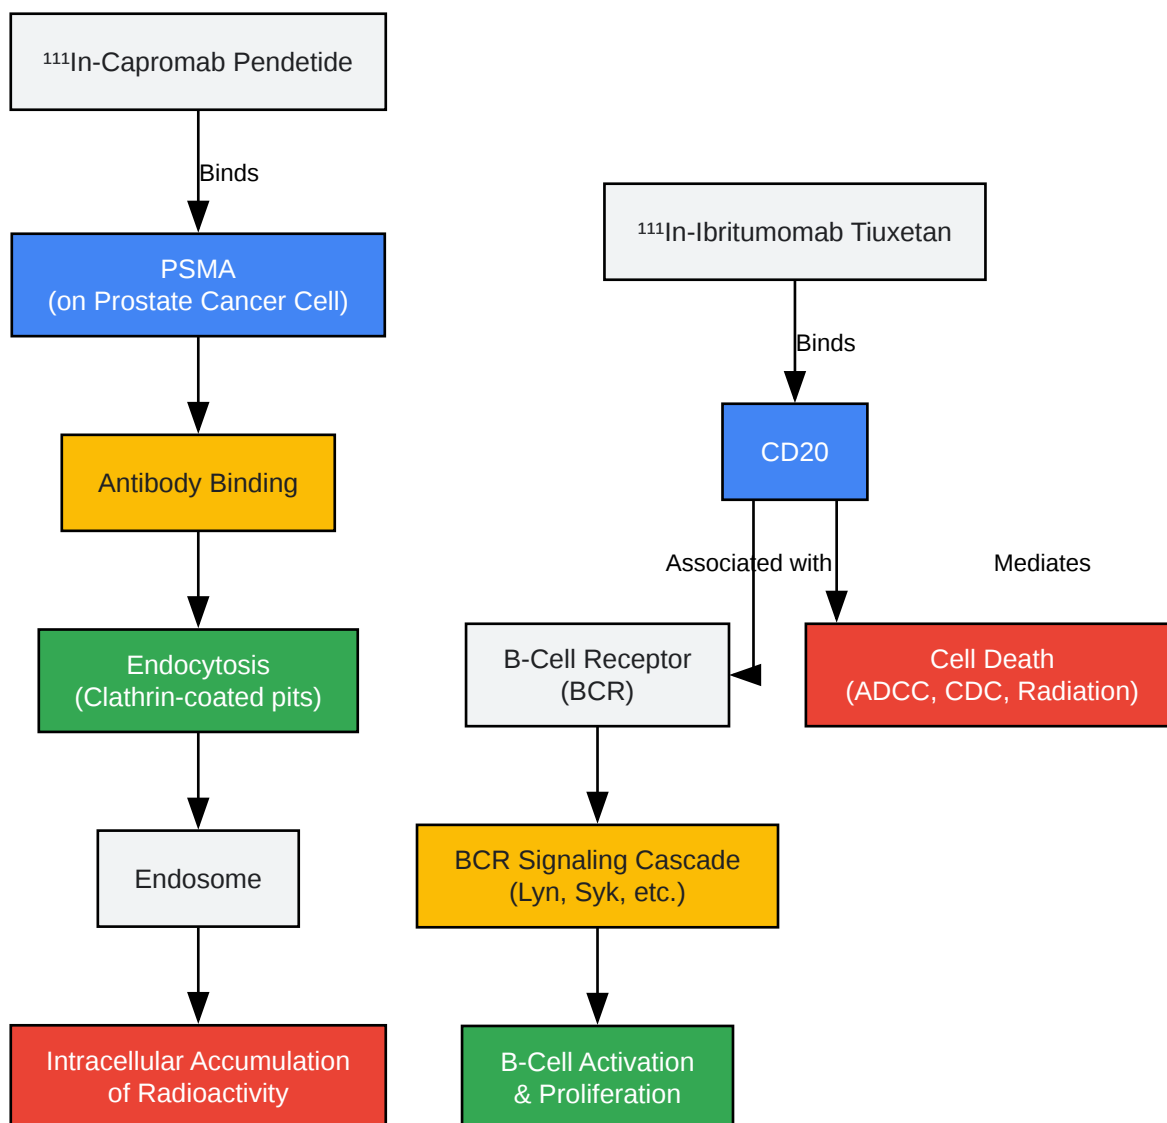 ¹¹¹In-Capromab Pendetide
Binds
PSMA
(on Prostate Cancer Cell)
Antibody Binding
Endocytosis
(Clathrin-coated pits)
Endosome
Intracellular Accumulation
of Radioactivity
¹¹¹In-Ibritumomab Tiuxetan
Binds
CD20
Associated with
Mediates
B-Cell Receptor
(BCR)
Cell Death
(ADCC, CDC, Radiation)
BCR Signaling Cascade
(Lyn, Syk, etc.)
B-Cell Activation
& Proliferation